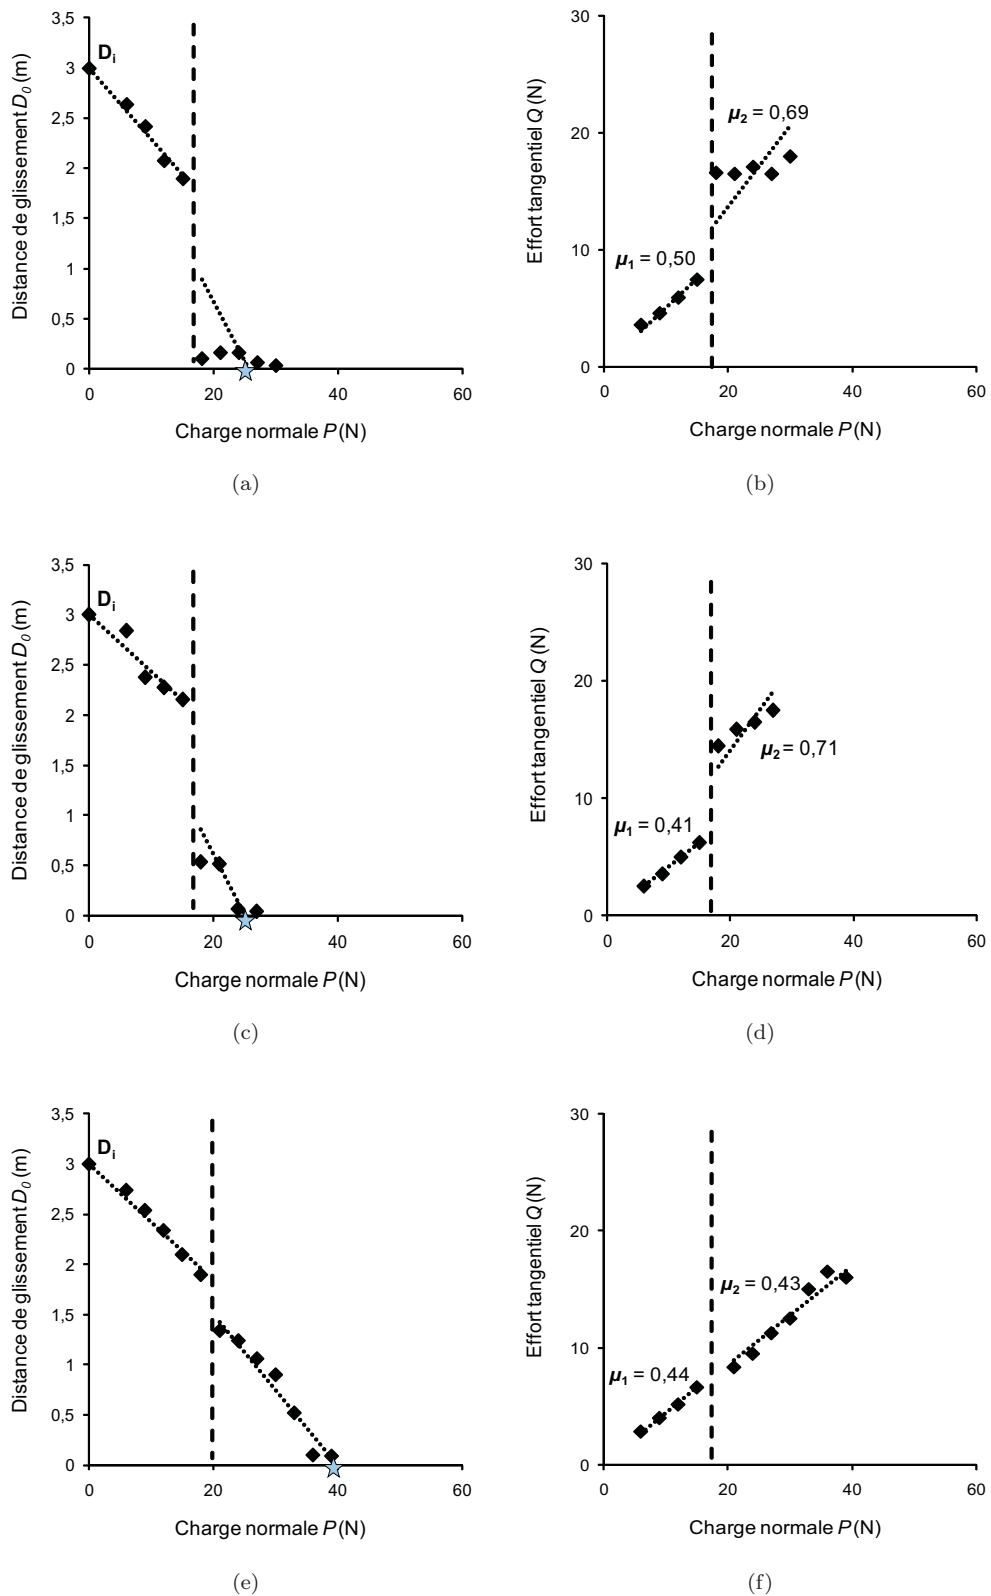 3,5
3
2,5
2
1,5
1
0,5
0
Distance de glissement D0 (m)
Di
0 20 40 60
Charge normale P (N)
(a)
30
20
10
0
Effort tangentiel Q (N)
μ2 = 0,69
μ1 = 0,50
0 20 40 60
Charge normale P (N)
(b)
3,5
3
2,5
2
1,5
1
0,5
0
Distance de glissement D0 (m)
Di
0 20 40 60
Charge normale P (N)
(c)
30
20
10
0
Effort tangentiel Q (N)
μ2 = 0,71
μ1 = 0,41
0 20 40 60
Charge normale P (N)
(d)
3,5
3
2,5
2
1,5
1
0,5
0
Distance de glissement D0 (m)
Di
0 20 40 60
Charge normale P (N)
(e)
30
20
10
0
Effort tangentiel Q (N)
μ2 = 0,43
μ1 = 0,44
0 20 40 60
Charge normale P (N)
(f)